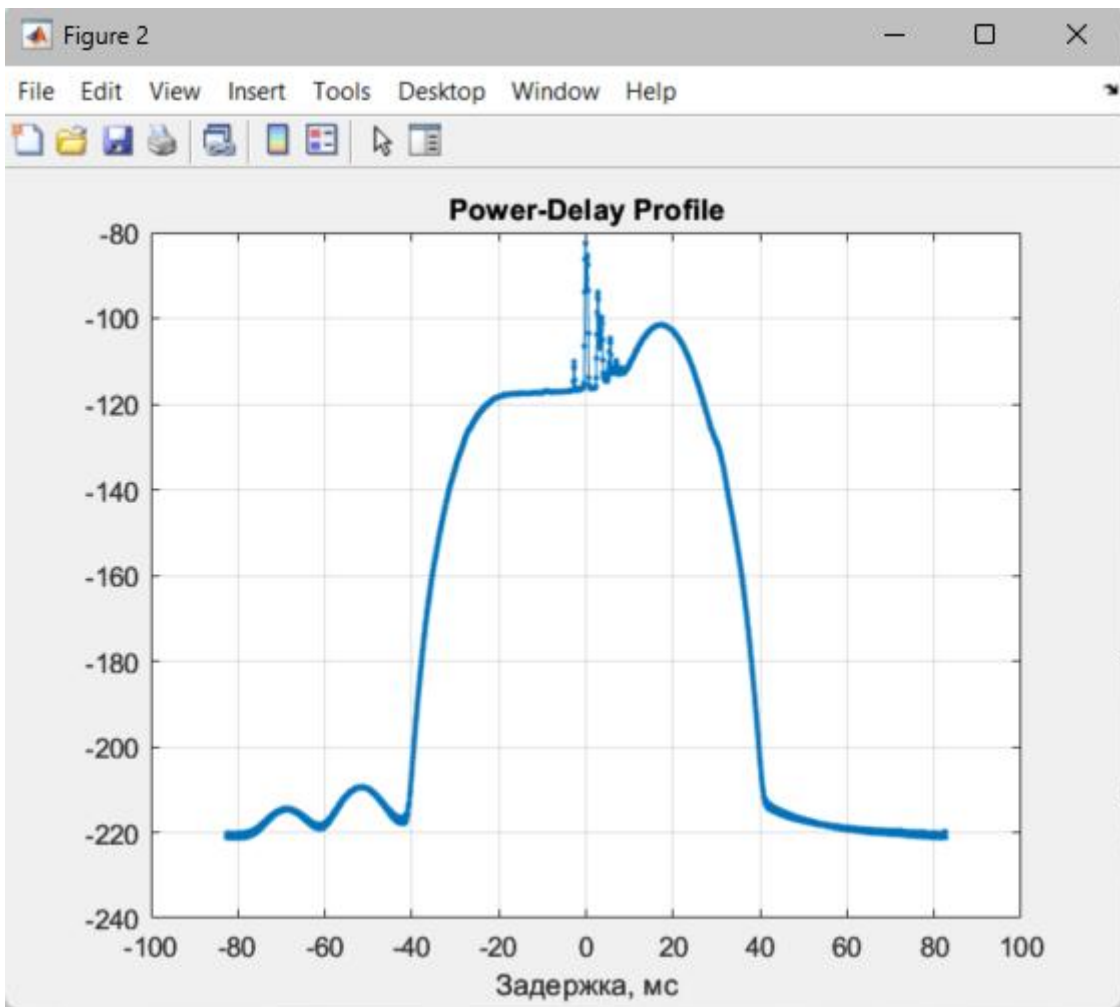 Figure 2
File Edit View Insert Tools Desktop Window Help
Power-Delay Profile
-80
-100
-120
-140
-160
-180
-200
-220
-240
-100 -80 -60 -40 -20 0 20 40 60 80 100
Задержка, мс